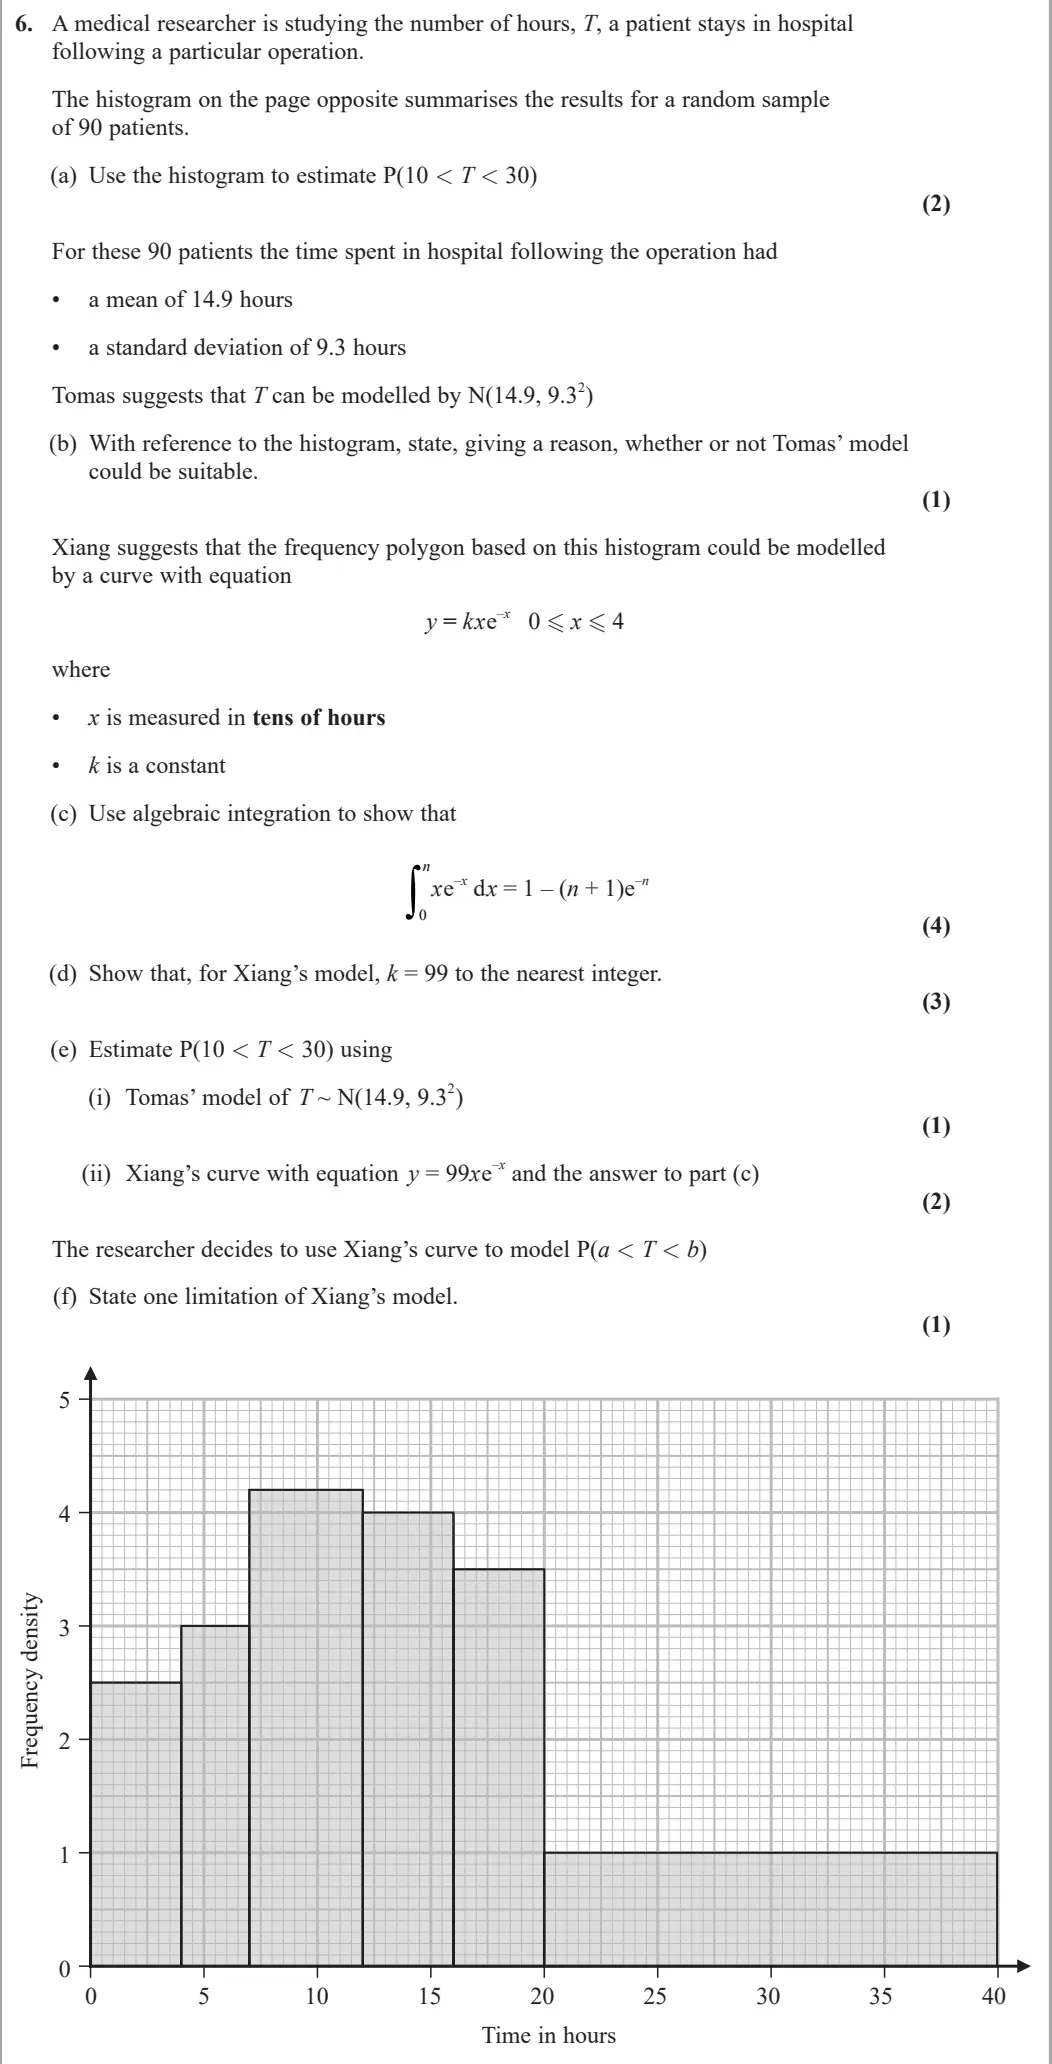 6. A medical researcher is studying the number of hours, T, a patient stays in hospital
following a particular operation.
The histogram on the page opposite summarises the results for a random sample
of 90 patients.
(a) Use the histogram to estimate P(10 < T < 30)
(2)
For these 90 patients the time spent in hospital following the operation had
• a mean of 14.9 hours
• a standard deviation of 9.3 hours
Tomas suggests that T can be modelled by N(14.9, 9.3²)
(b) With reference to the histogram, state, giving a reason, whether or not Tomas’ model
could be suitable.
(1)
Xiang suggests that the frequency polygon based on this histogram could be modelled
by a curve with equation
y = kxe⁻ˣ 0 ⩽ x ⩽ 4
where
• x is measured in tens of hours
• k is a constant
(c) Use algebraic integration to show that
∫₀ⁿ xe⁻ˣ dx = 1 – (n + 1)e⁻ⁿ
(4)
(d) Show that, for Xiang’s model, k = 99 to the nearest integer.
(3)
(e) Estimate P(10 < T < 30) using
(i) Tomas’ model of T ~ N(14.9, 9.3²)
(1)
(ii) Xiang’s curve with equation y = 99xe⁻ˣ and the answer to part (c)
(2)
The researcher decides to use Xiang’s curve to model P(a < T < b)
(f) State one limitation of Xiang’s model.
(1)
5
4
3
2
1
0
Frequency density
0 5 10 15 20 25 30 35 40
Time in hours